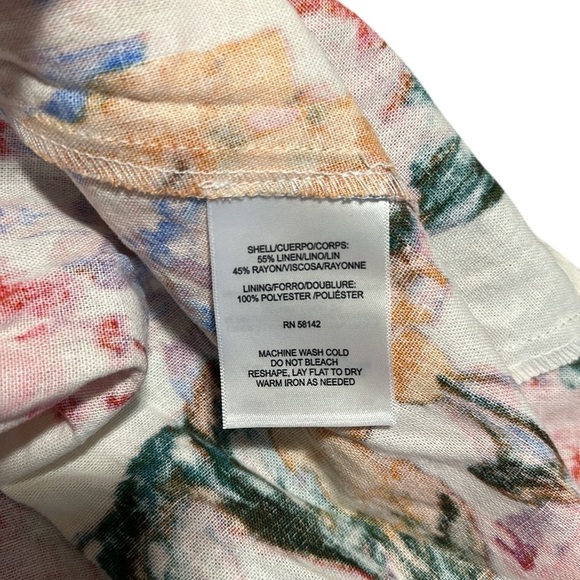 SHELL/CUERPO/CORPS:
55% LINEN/LINO/LIN
45% RAYON/VISCOSA/RAYONNE
LINING/FORRO/DOUBLURE:
100% POLYESTER /POLIÉSTER
RN 58142
MACHINE WASH COLD
DO NOT BLEACH
RESHAPE, LAY FLAT TO DRY
WARM IRON AS NEEDED